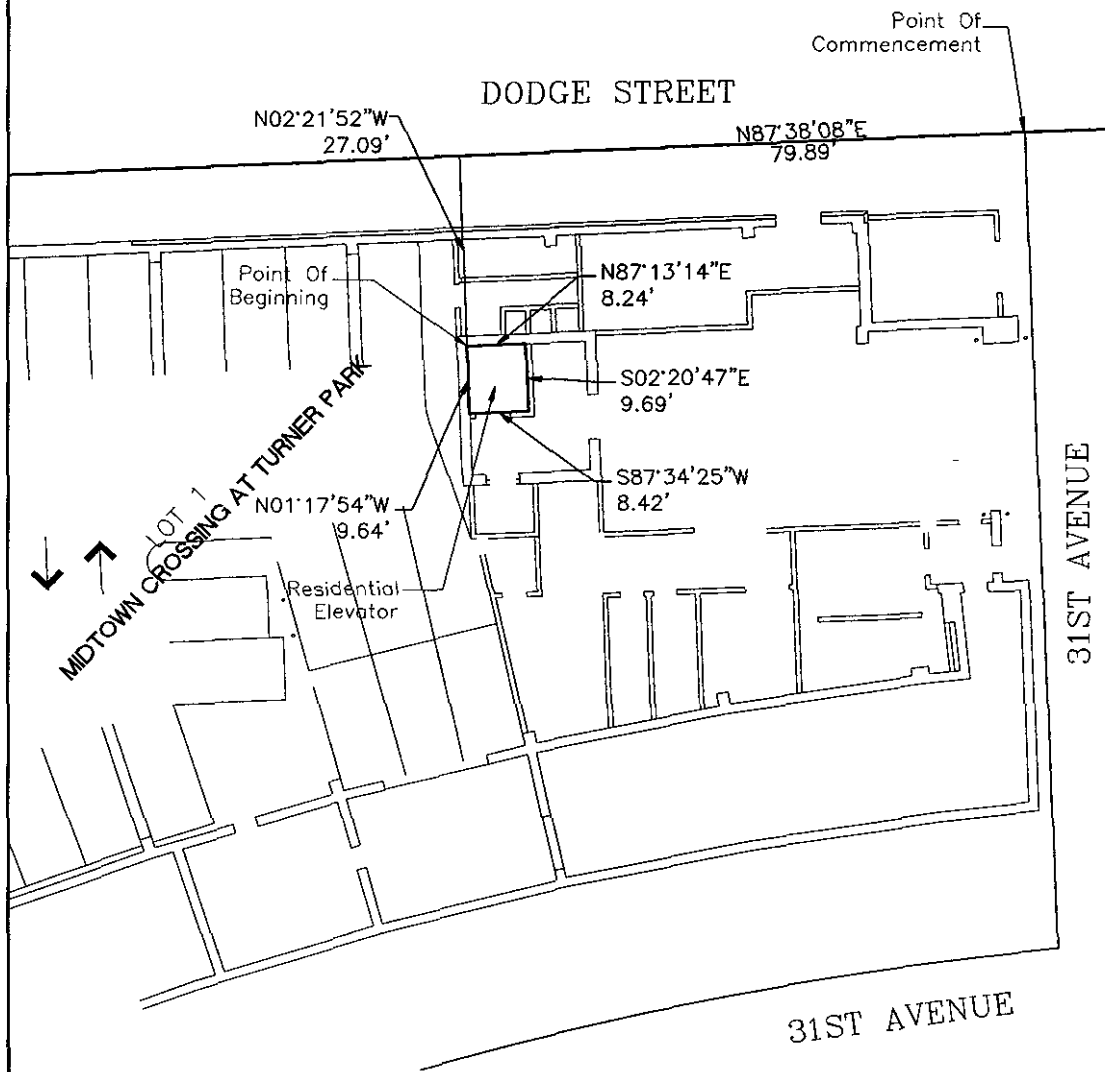 Point Of
Commencement
DODGE STREET
N02°21'52"W
27.09'
N87°38'08"E
79.89'
Point Of
Beginning
N87°13'14"E
8.24'
S02°20'47"E
9.69'
S87°34'25"W
8.42'
N01°17'54"W
9.64'
LOT 1
MIDTOWN CROSSING AT TURNER PARK
Residential
Elevator
31ST AVENUE
31ST AVENUE